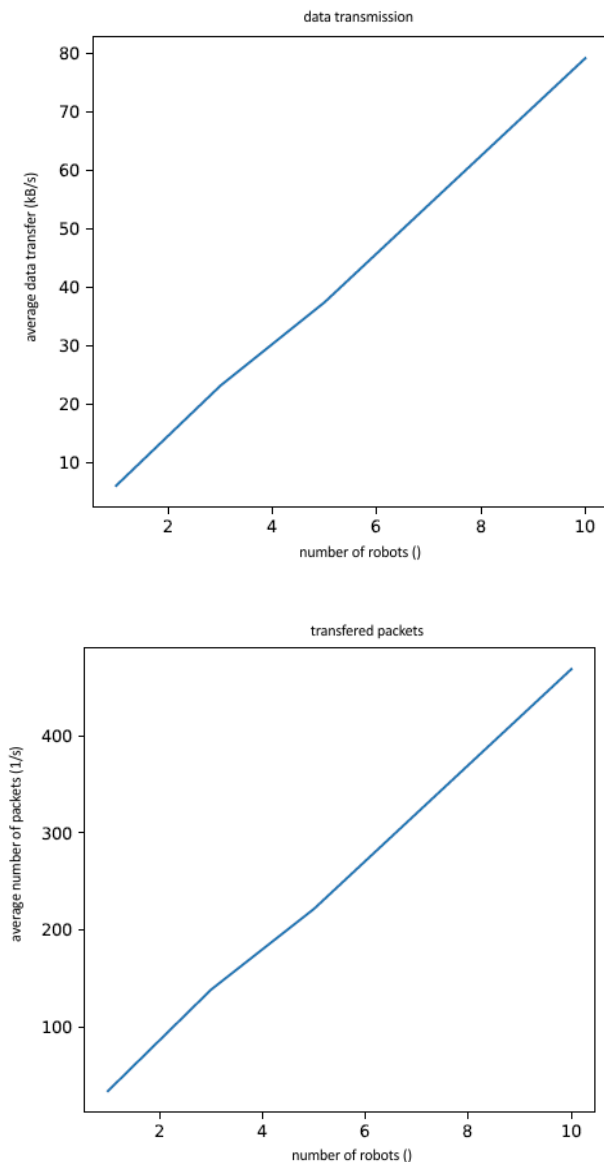 data transmission
80
70
60
50
40
30
20
10
average data transfer (kB/s)
2 4 6 8 10
number of robots ()
transfered packets
400
300
200
100
average number of packets (1/s)
2 4 6 8 10
number of robots ()